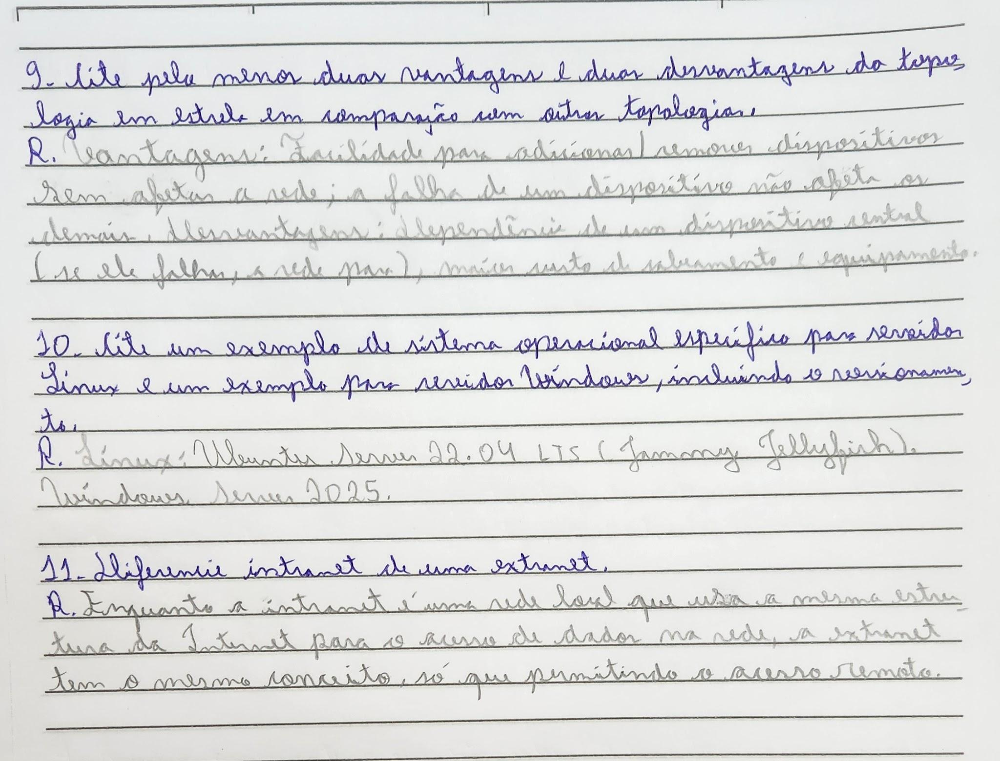 9- Cite pelo menos duas vantagens e duas desvantagens da topo-
logia em estrela em comparação com outras topologias.
R. Vantagens: Facilidade para adicionar/remover dispositivos
sem afetar a rede; a falha de um dispositivo não afeta os
demais. Desvantagens: Dependência de um dispositivo central
(se ele falhar, a rede para), maior custo de cabeamento e equipamento.
10- Cite um exemplo de sistema operacional específico para servidor
Linux e um exemplo para servidor Windows, incluindo o versionamen-
to.
R. Linux: Ubuntu Server 22.04 LTS (Jammy Jellyfish).
Windows Server 2025.
11- Diferencie intranet de uma extranet.
R. Enquanto a intranet é uma rede local que usa a mesma estru-
tura da Internet para o acesso de dados na rede, a extranet
tem o mesmo conceito, só que permitindo o acesso remoto.